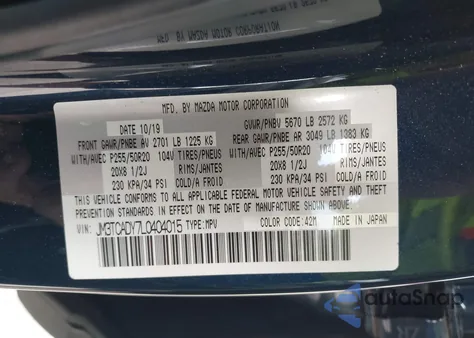 MFD. BY MAZDA MOTOR CORPORATION
DATE 10/19 GVWR/PNBV 5670 LB 2572 KG
FRONT GAWR/PNBE AV 2701 LB 1225 KG REAR GAWR/PNBE AR 3049 LB 1383 KG
WITH/AVEC P255/50R20 104V TIRES/PNEUS WITH/AVEC P255/50R20 104V TIRES/PNEUS
20X8 1/2J 20X8 1/2J
230 KPA/34 PSI COLD/A FROID 230 KPA/34 PSI COLD/A FROID
THIS VEHICLE CONFORMS TO ALL APPLICABLE FEDERAL MOTOR VEHICLE SAFETY, BUMPER, AND THEFT
PREVENTION STANDARDS IN EFFECT ON THE DATE OF MANUFACTURE SHOWN ABOVE.
VIN: JM3TCADY7L0404015 TYPE: MPV COLOR CODE: 42M MADE IN JAPAN
autoSnap